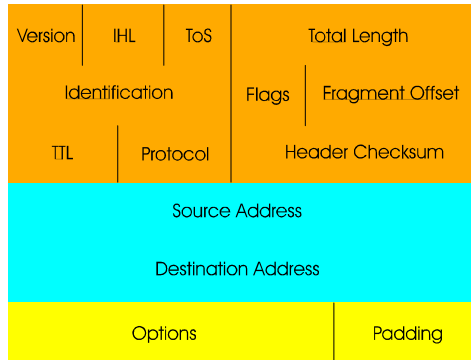 Version IHL ToS Total Length
Identification Flags Fragment Offset
TTL Protocol Header Checksum
Source Address
Destination Address
Options Padding